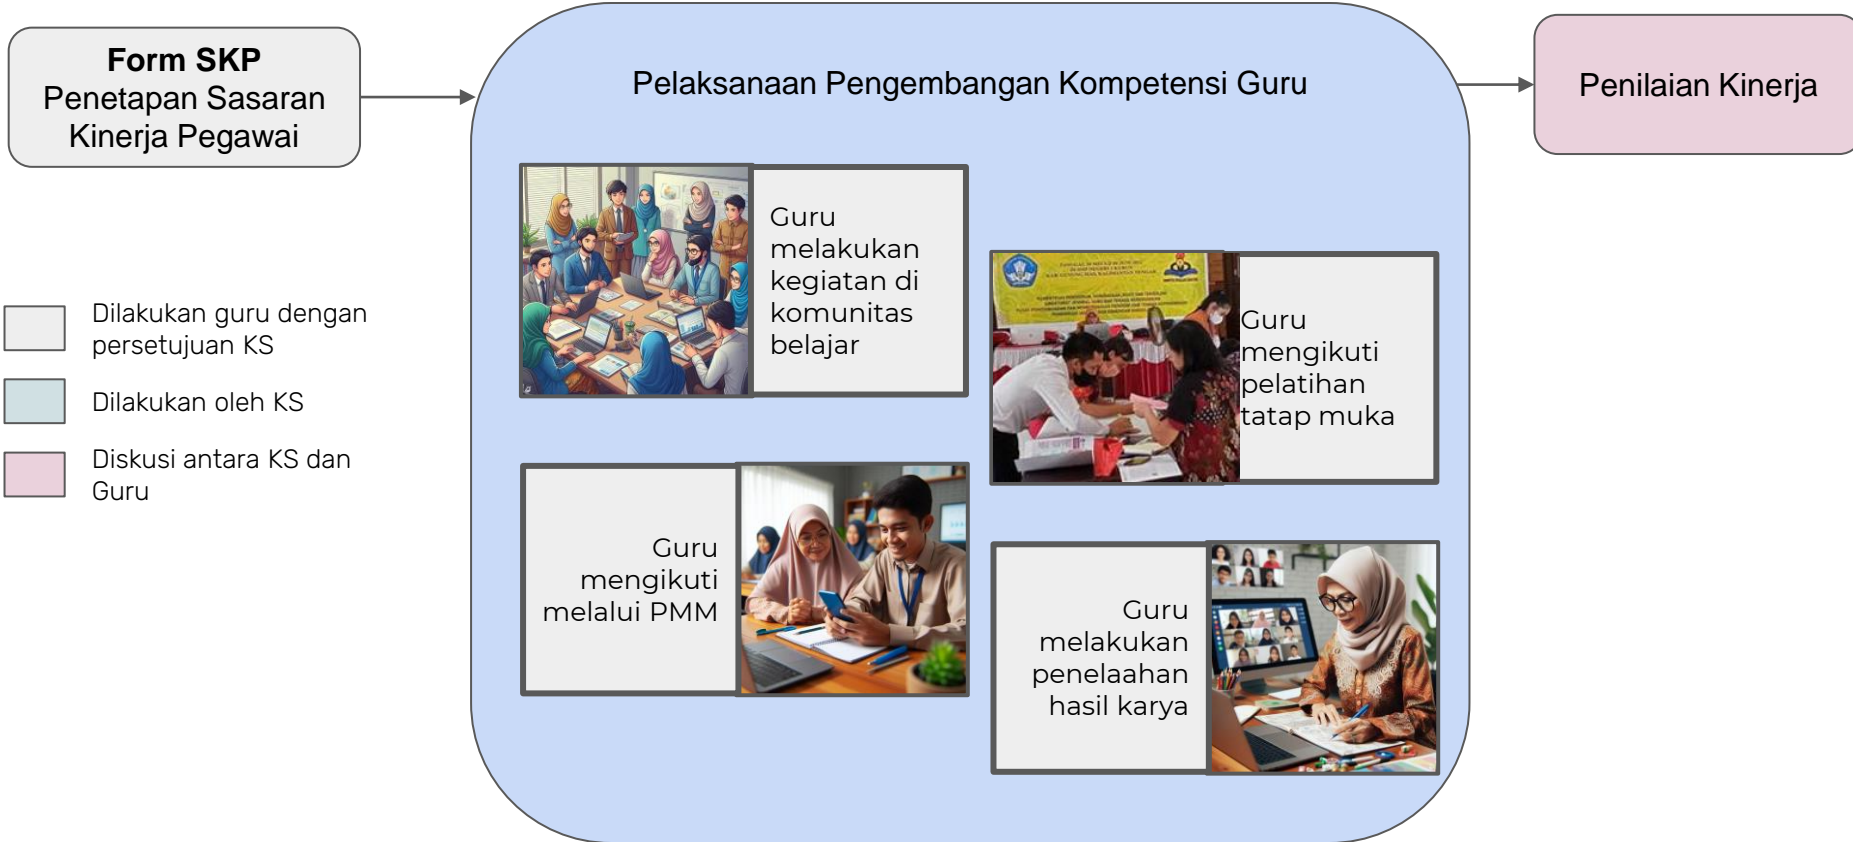 Form SKP
Penetapan Sasaran
Kinerja Pegawai
Pelaksanaan Pengembangan Kompetensi Guru
Penilaian Kinerja
Dilakukan guru dengan
persetujuan KS
Dilakukan oleh KS
Diskusi antara KS dan
Guru
Guru
melakukan
kegiatan di
komunitas
belajar
Guru
mengikuti
pelatihan
tatap muka
Guru
mengikuti
melalui PMM
Guru
melakukan
penelaahan
hasil karya